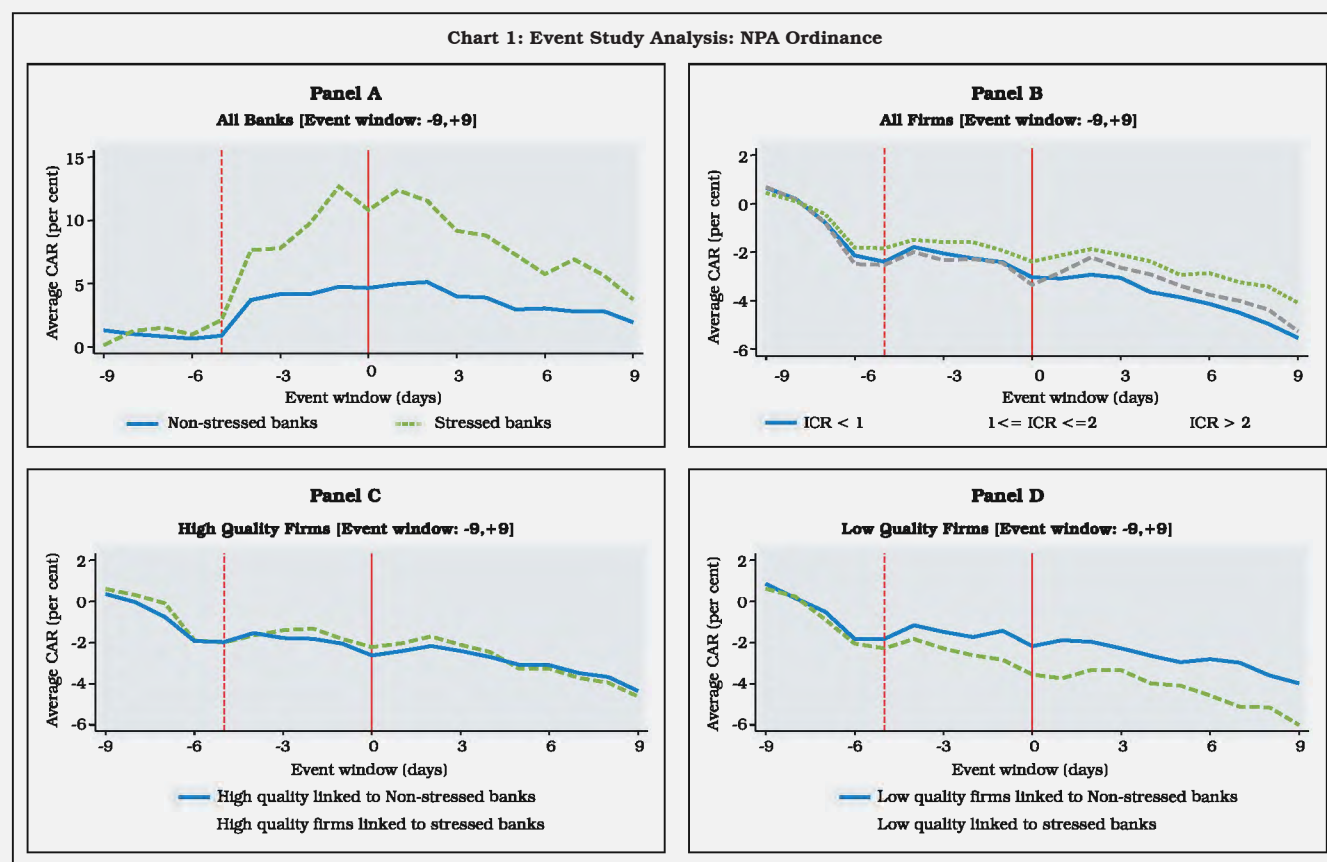 Chart 1: Event Study Analysis: NPA Ordinance
Panel A
All Banks [Event window: -9,+9]
Average CAR (per cent)
15
10
5
0
-9 -6 -3 0 3 6 9
Event window (days)
Non-stressed banks Stressed banks
Panel B
All Firms [Event window: -9,+9]
Average CAR (per cent)
2
0
-2
-4
-6
-9 -6 -3 0 3 6 9
Event window (days)
ICR < 1 1<= ICR <=2 ICR > 2
Panel C
High Quality Firms [Event window: -9,+9]
Average CAR (per cent)
2
0
-2
-4
-6
-9 -6 -3 0 3 6 9
Event window (days)
High quality linked to Non-stressed banks
High quality firms linked to stressed banks
Panel D
Low Quality Firms [Event window: -9,+9]
Average CAR (per cent)
2
0
-2
-4
-6
-9 -6 -3 0 3 6 9
Event window (days)
Low quality firms linked to Non-stressed banks
Low quality linked to stressed banks